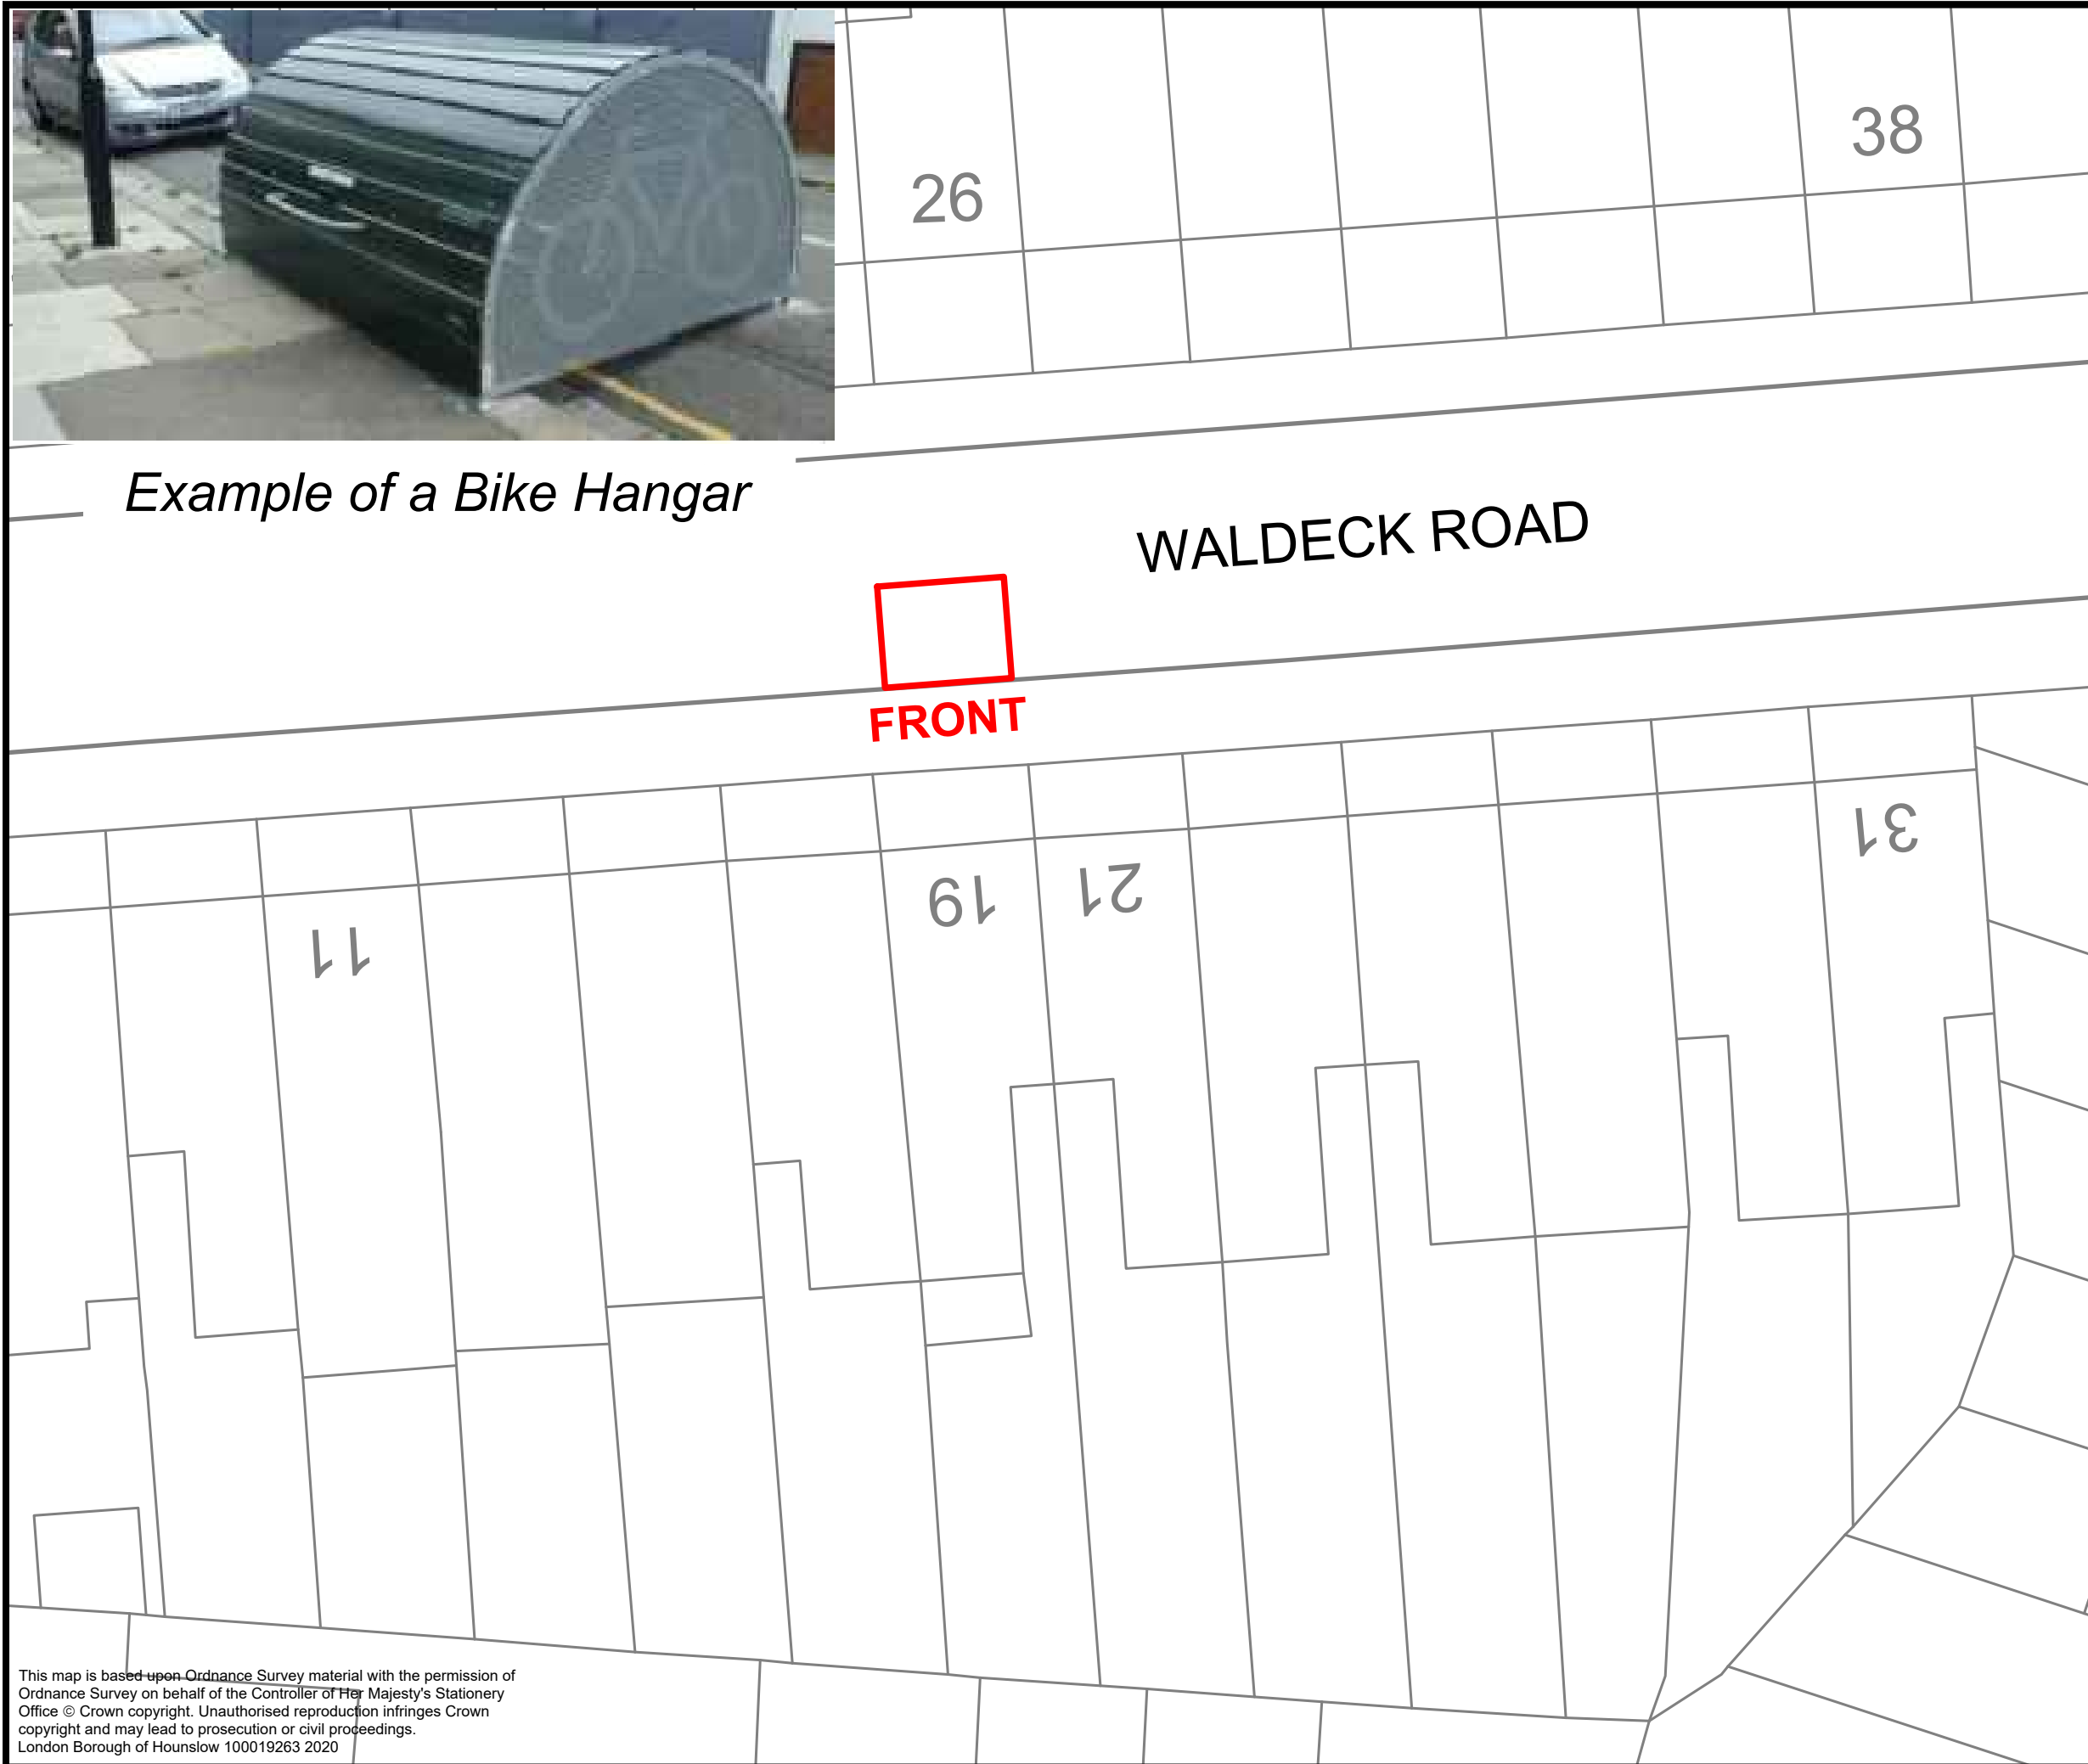 26
38
Example of a Bike Hangar
WALDECK ROAD
FRONT
31
21
19
11
This map is based upon Ordnance Survey material with the permission of
Ordnance Survey on behalf of the Controller of Her Majesty's Stationery
Office © Crown copyright. Unauthorised reproduction infringes Crown
copyright and may lead to prosecution or civil proceedings.
London Borough of Hounslow 100019263 2020